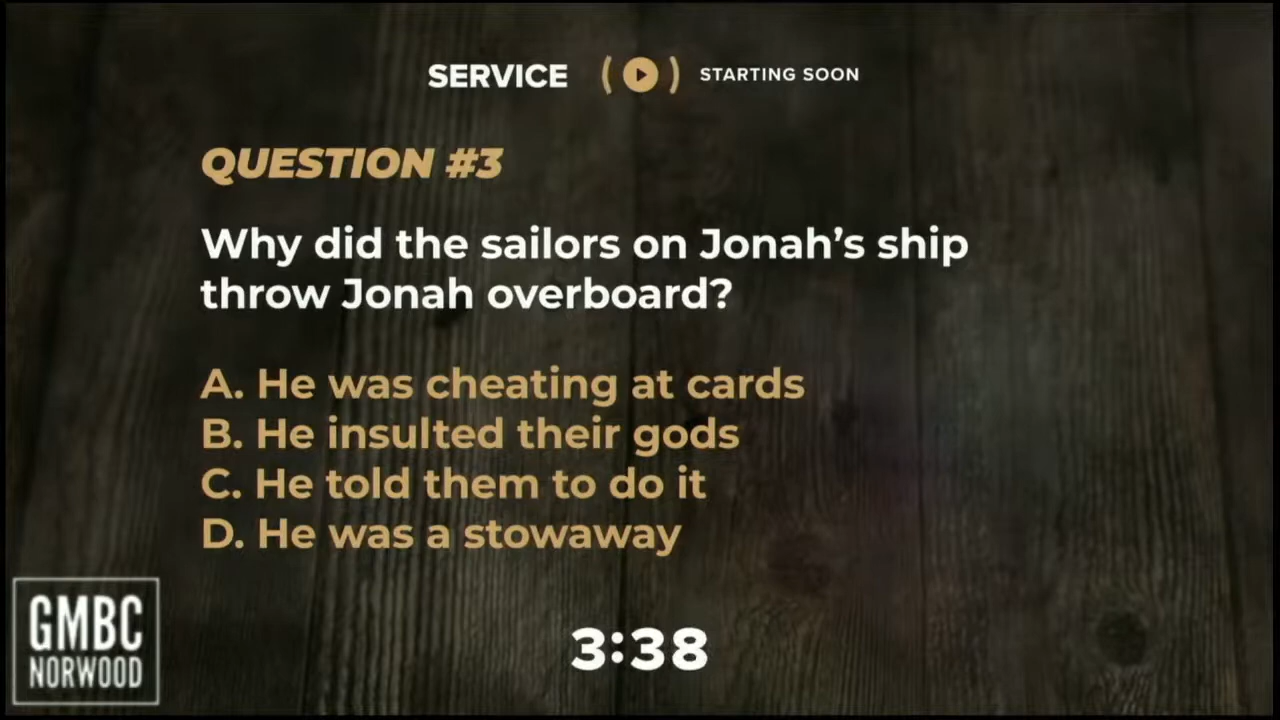 SERVICE STARTING SOON
QUESTION #3
Why did the sailors on Jonah’s ship
throw Jonah overboard?
A. He was cheating at cards
B. He insulted their gods
C. He told them to do it
D. He was a stowaway
3:38
GMBC
NORWOOD